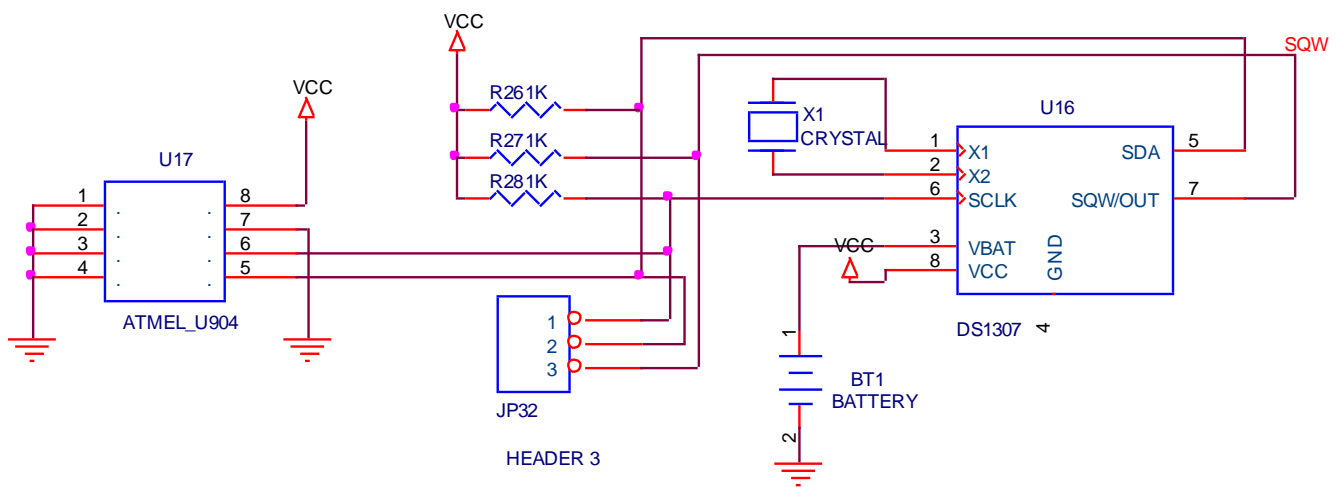 VCC
SQW
VCC
R261K
R271K
R281K
X1
CRYSTAL
U16
1
X1
SDA
5
2
X2
6
SCLK
SQW/OUT
7
3
VBAT
VCC
8
VCC
GND
DS1307
4
U17
1
8
2
7
3
6
4
5
ATMEL_U904
1
2
3
JP32
HEADER 3
1
BT1
BATTERY
2